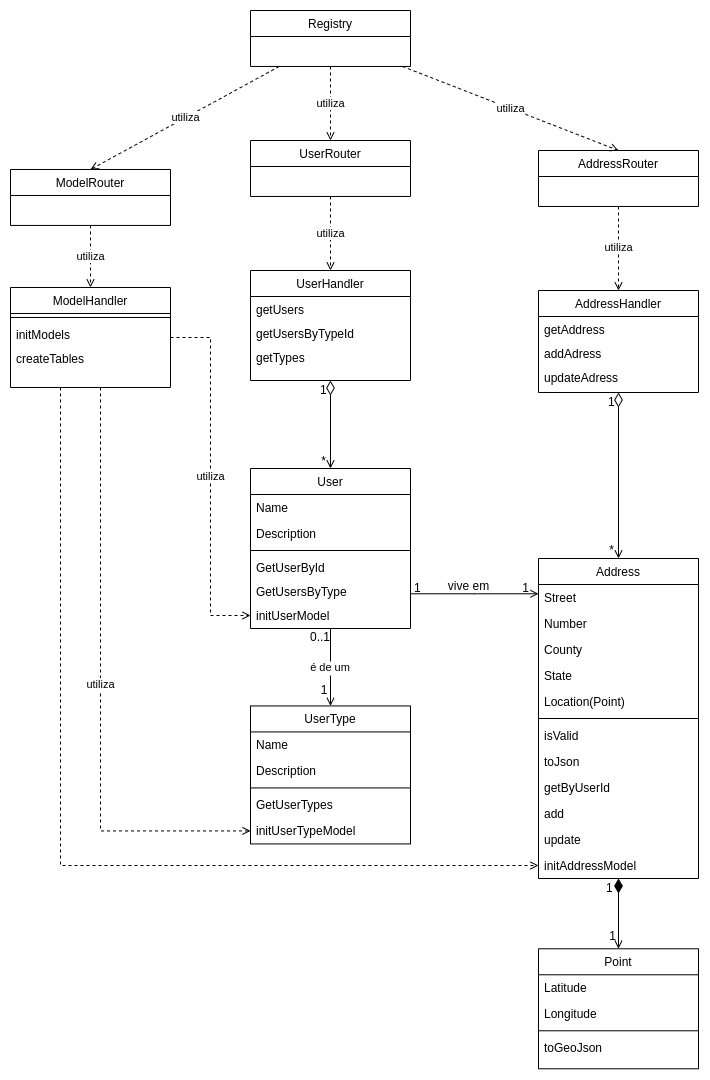 Registry
utiliza
utiliza
utiliza
ModelRouter
UserRouter
AddressRouter
utiliza
utiliza
utiliza
ModelHandler
initModels
createTables
UserHandler
getUsers
getUsersByTypeId
getTypes
AddressHandler
getAddress
addAdress
updateAdress
1
*
1
*
utiliza
User
Name
Description
GetUserById
GetUsersByType
initUserModel
1
vive em
1
0..1
é de um
1
utiliza
UserType
Name
Description
GetUserTypes
initUserTypeModel
Address
Street
Number
County
State
Location(Point)
isValid
toJson
getByUserId
add
update
initAddressModel
1
1
Point
Latitude
Longitude
toGeoJson